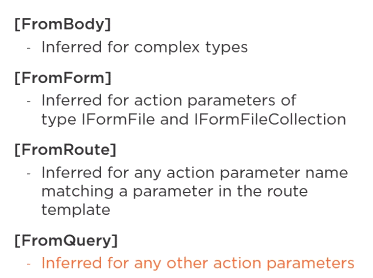 [FromBody]
- Inferred for complex types
[FromForm]
- Inferred for action parameters of
type IFormFile and IFormFileCollection
[FromRoute]
- Inferred for any action parameter name
matching a parameter in the route
template
[FromQuery]
- Inferred for any other action parameters